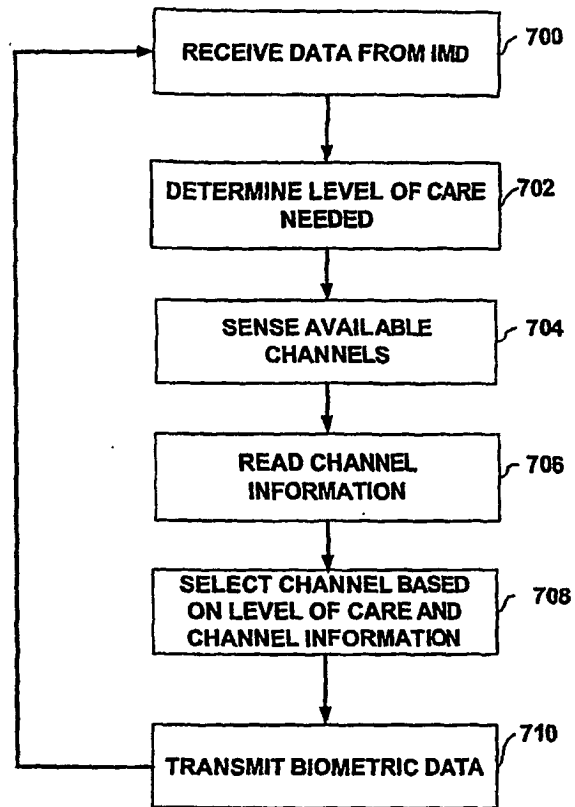 RECEIVE DATA FROM IMD
700
DETERMINE LEVEL OF CARE
NEEDED
702
SENSE AVAILABLE
CHANNELS
704
READ CHANNEL
INFORMATION
706
SELECT CHANNEL BASED
ON LEVEL OF CARE AND
CHANNEL INFORMATION
708
TRANSMIT BIOMETRIC DATA
710